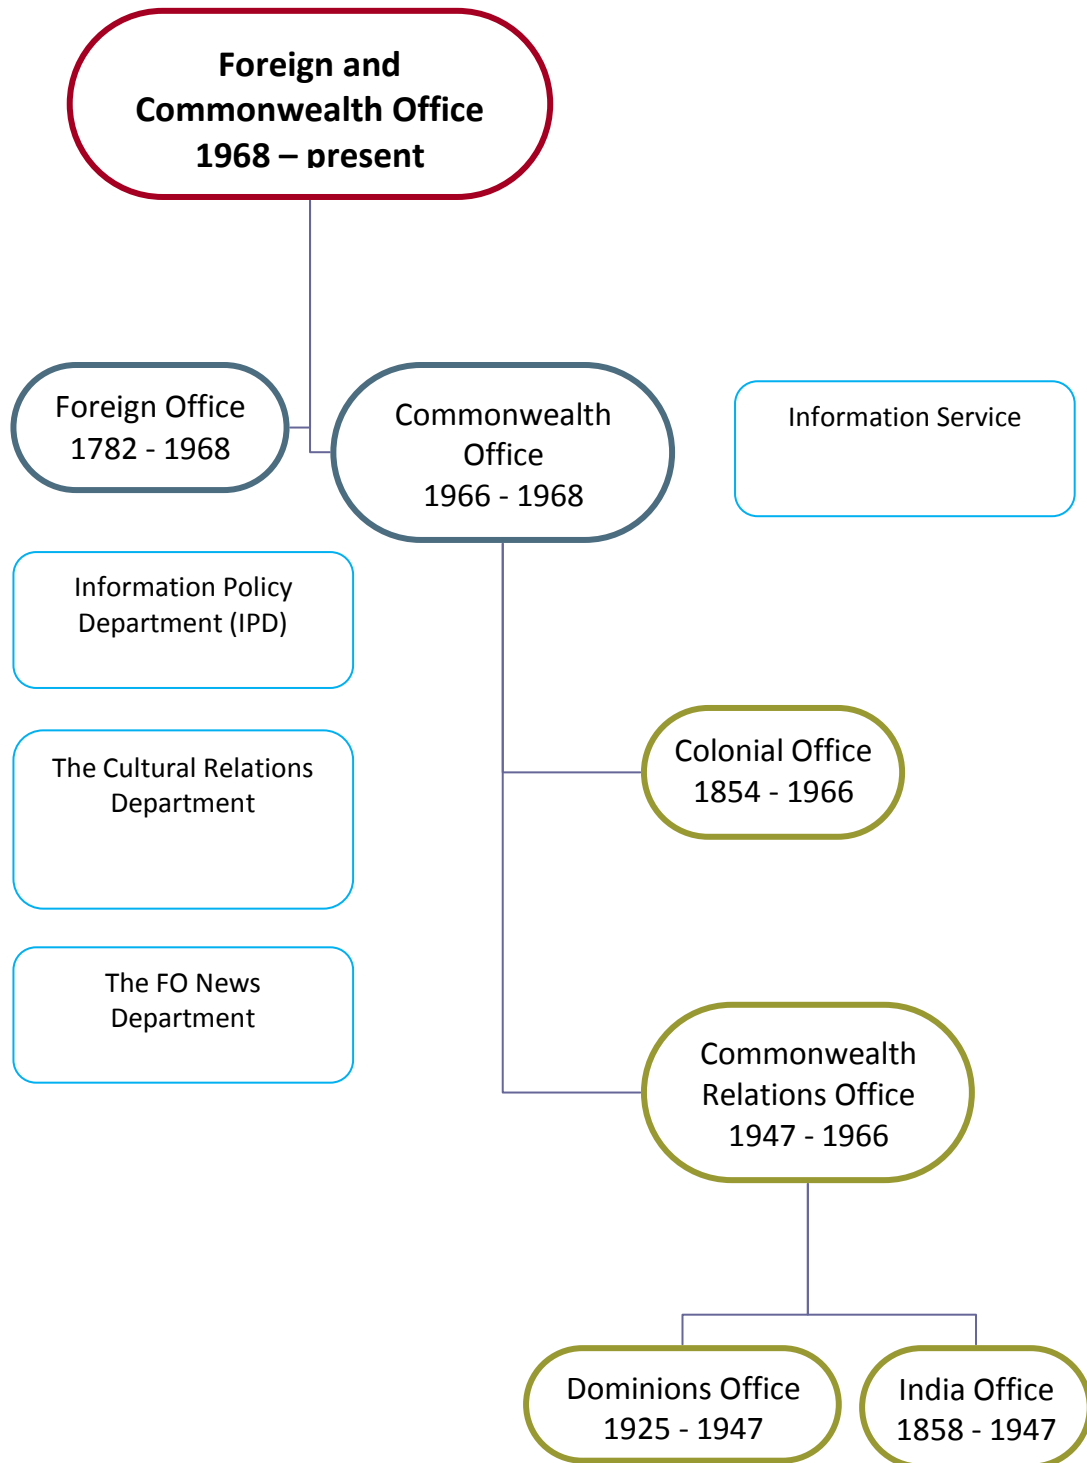 Foreign and
Commonwealth Office
1968 – present
Foreign Office
1782 - 1968
Commonwealth
Office
1966 - 1968
Information Service
Information Policy
Department (IPD)
The Cultural Relations
Department
Colonial Office
1854 - 1966
The FO News
Department
Commonwealth
Relations Office
1947 - 1966
Dominions Office
1925 - 1947
India Office
1858 - 1947